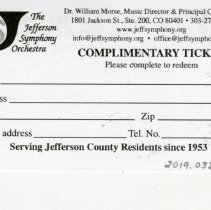 The
Jefferson
Symphony
Orchestra
Dr. William Morse, Music Director & Principal C
1801 Jackson St., Ste. 200, CO 80401 • 303-27
www.jeffsymphony.org
info@jeffsymphony.org • office@jeffsymphony.
COMPLIMENTARY TICK
Please complete to redeem
ss
Zip
address
Tel. No.
Serving Jefferson County Residents since 1953
2019.032